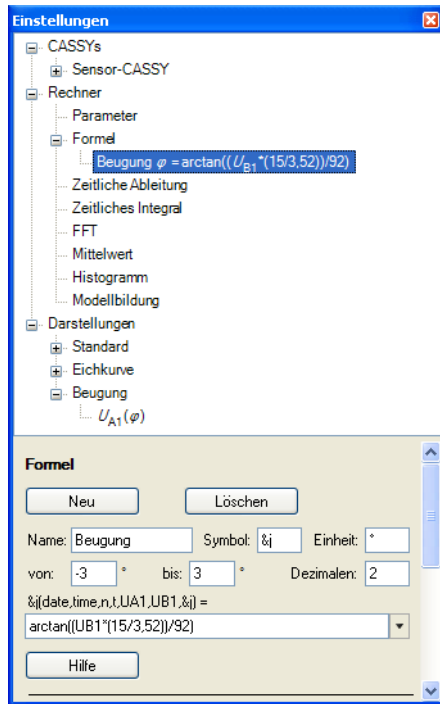 Einstellungen
CASSYs
Sensor-CASSY
Rechner
Parameter
Formel
Beugung φ =arctan((U_B1*(15/3,52))/92)
Zeitliche Ableitung
Zeitliches Integral
FFT
Mittelwert
Histogramm
Modellbildung
Darstellungen
Standard
Eichkurve
Beugung
U_A1(φ)
Formel
Neu Löschen
Name: Beugung Symbol: &j Einheit: °
von: -3 ° bis: 3 ° Dezimalen: 2
&j(date,time,n,t,UA1,UB1,&j) =
arctan((UB1*(15/3,52))/92)
Hilfe